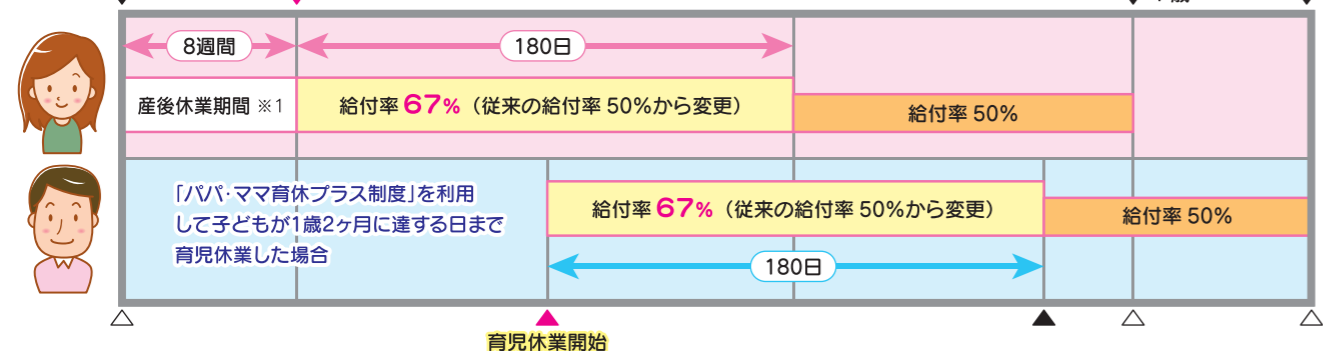 8週間
180日
産後休業期間 ※1
給付率 67%（従来の給付率 50%から変更）
給付率 50%
「パパ・ママ育休プラス制度」を利用
して子どもが1歳2ヶ月に達する日まで
育児休業した場合
給付率 67%（従来の給付率 50%から変更）
給付率 50%
180日
育児休業開始